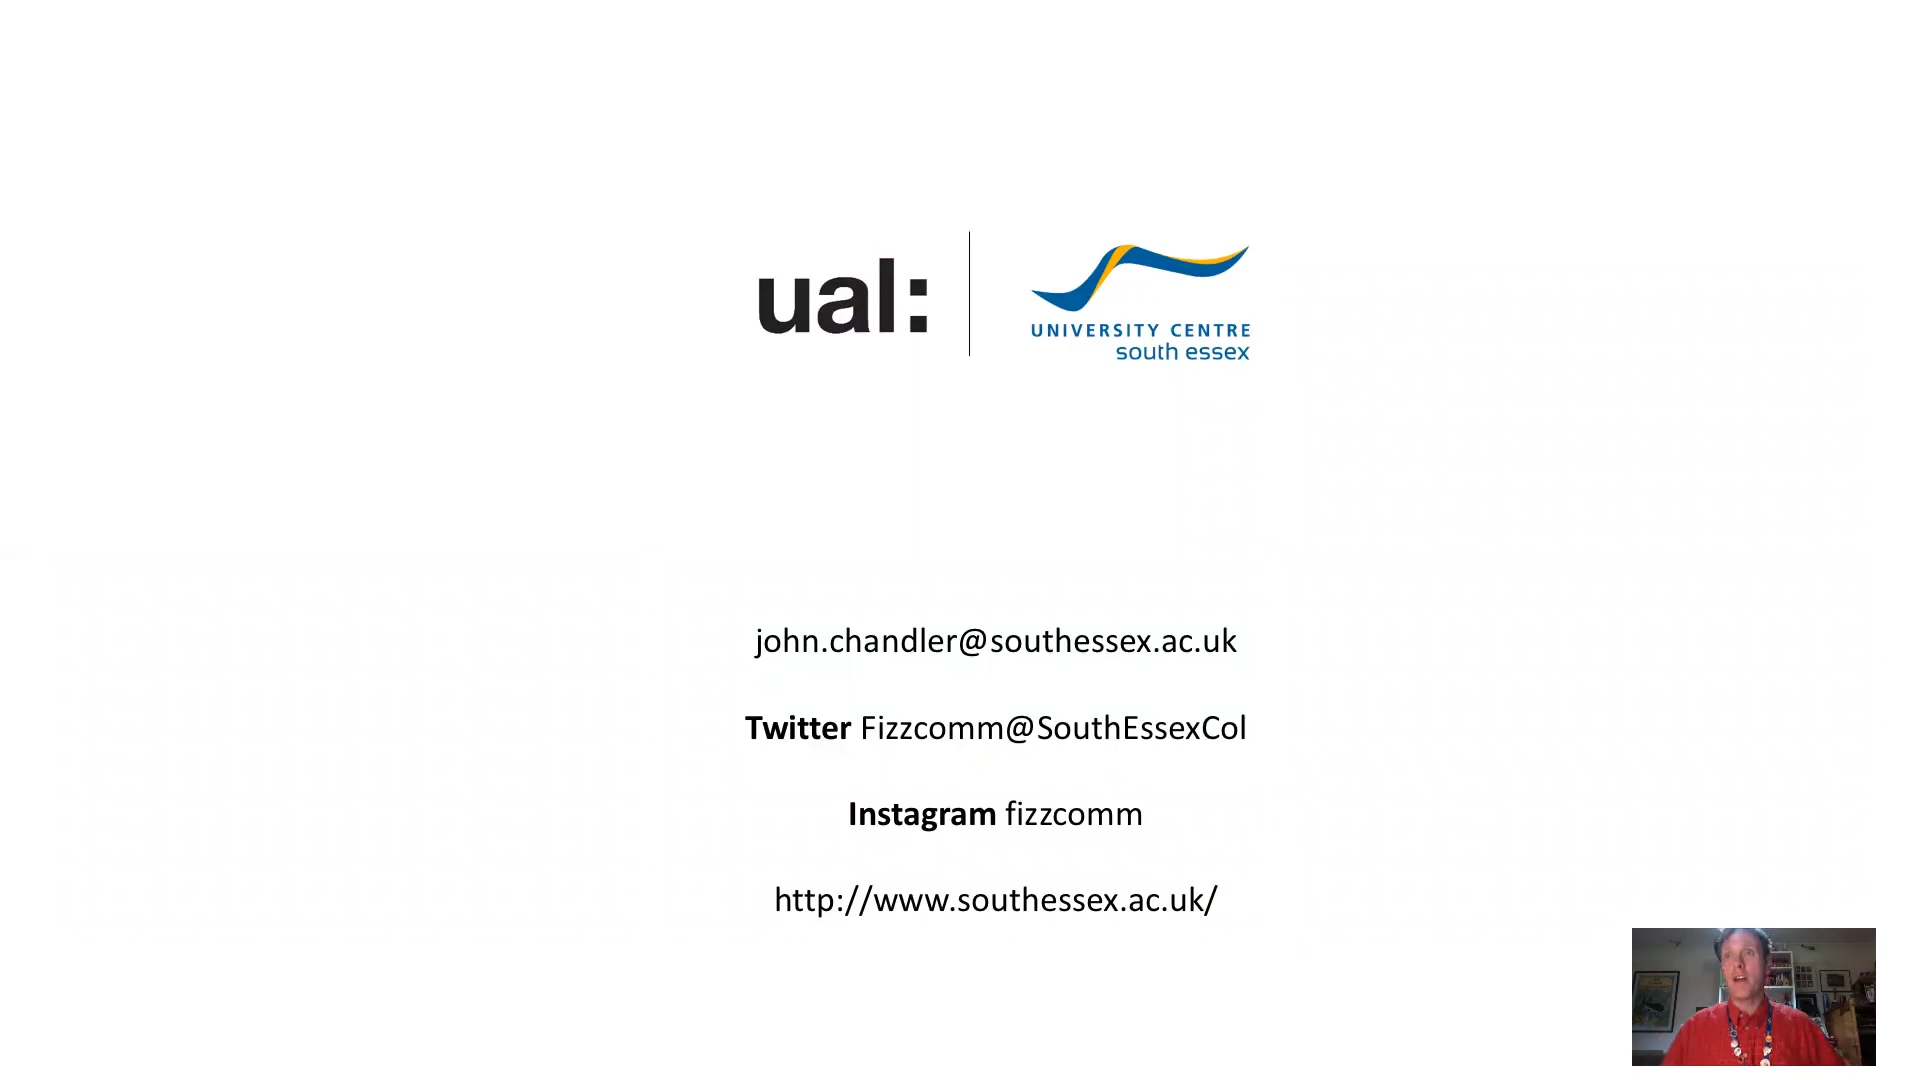 ual:
UNIVERSITY CENTRE
south essex
john.chandler@southessex.ac.uk
Twitter Fizzcomm@SouthEssexCol
Instagram fizzcomm
http://www.southessex.ac.uk/